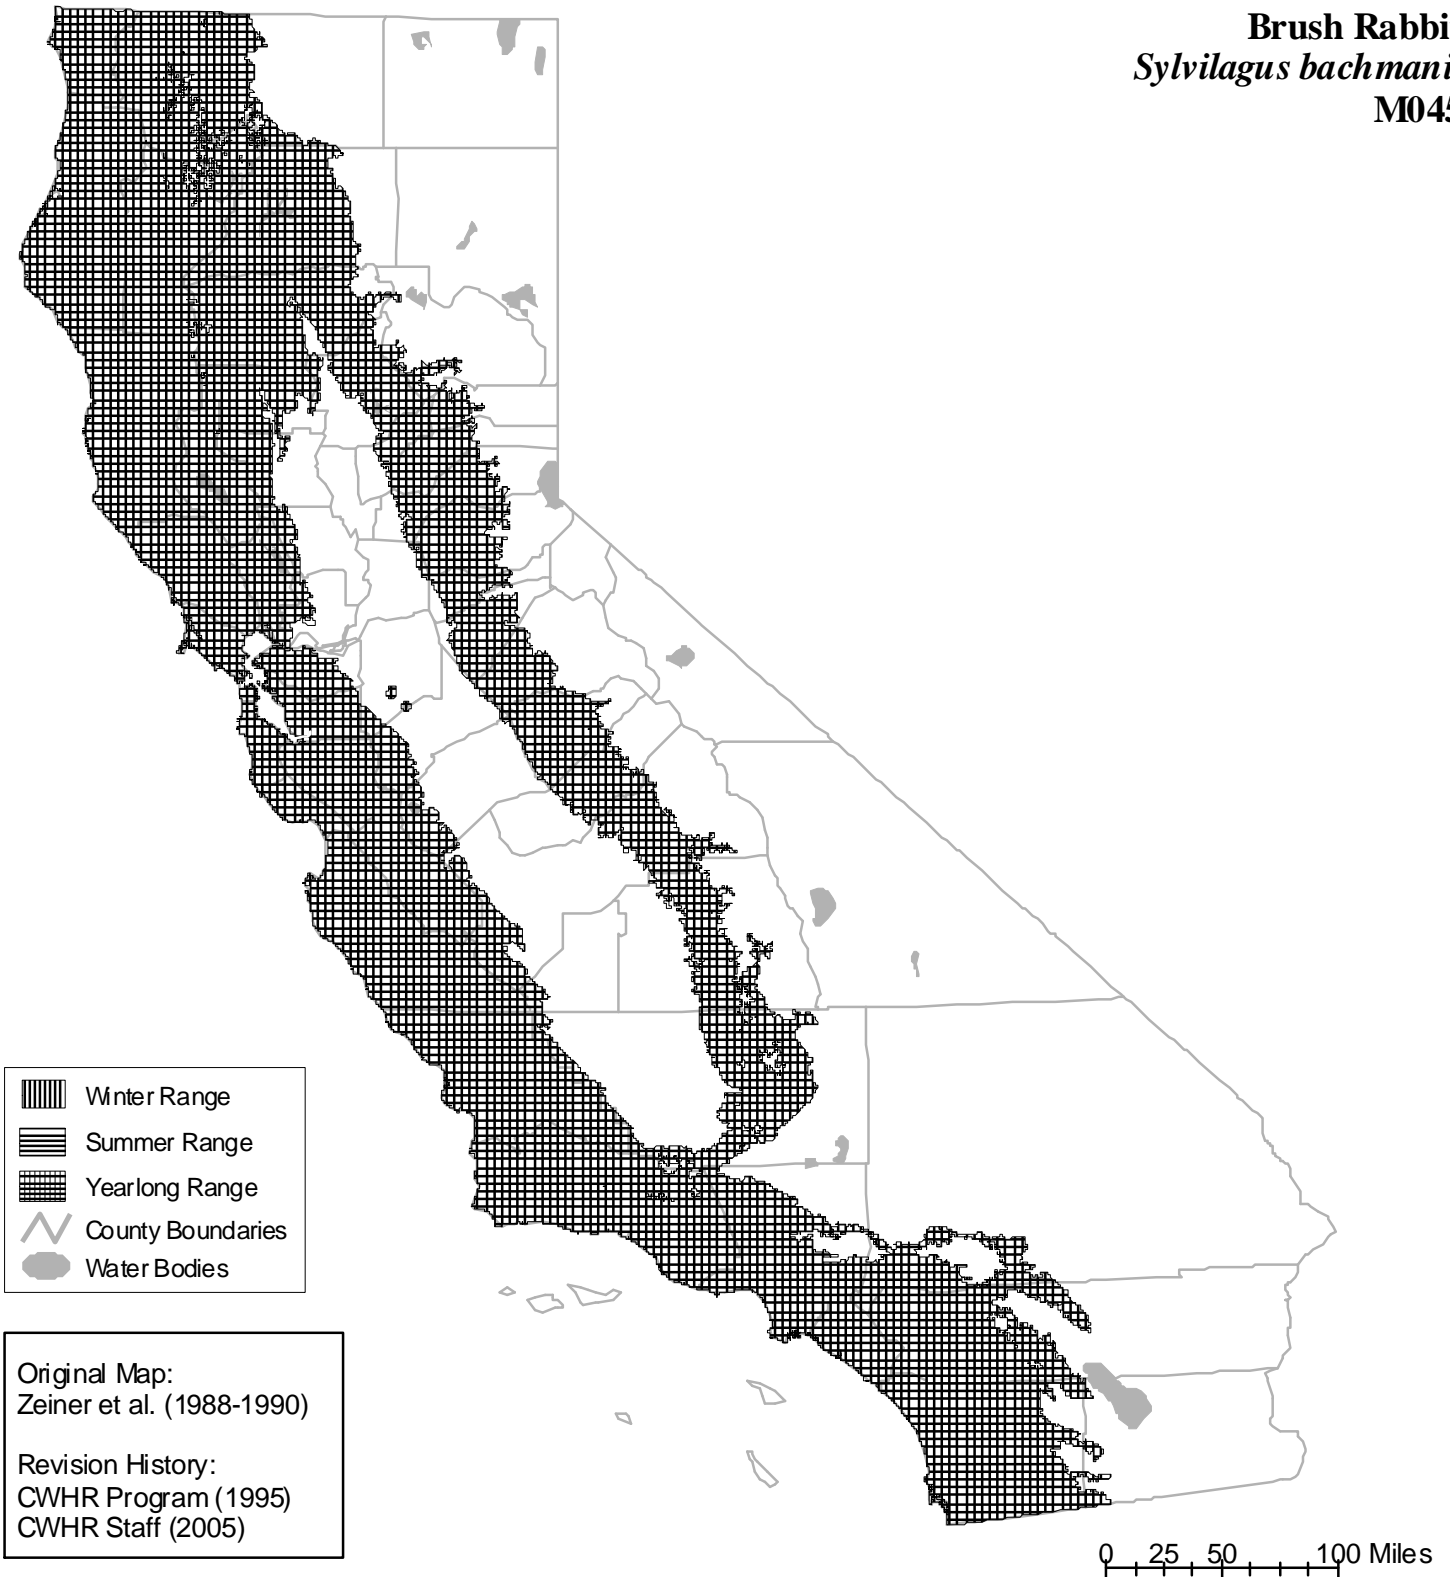 Brush Rabbi
Sylvilagus bachmani
M045
Winter Range
Summer Range
Yearlong Range
County Boundaries
Water Bodies
Original Map:
Zeiner et al. (1988-1990)
Revision History:
CWHR Program (1995)
CWHR Staff (2005)
0 25 50 100 Miles